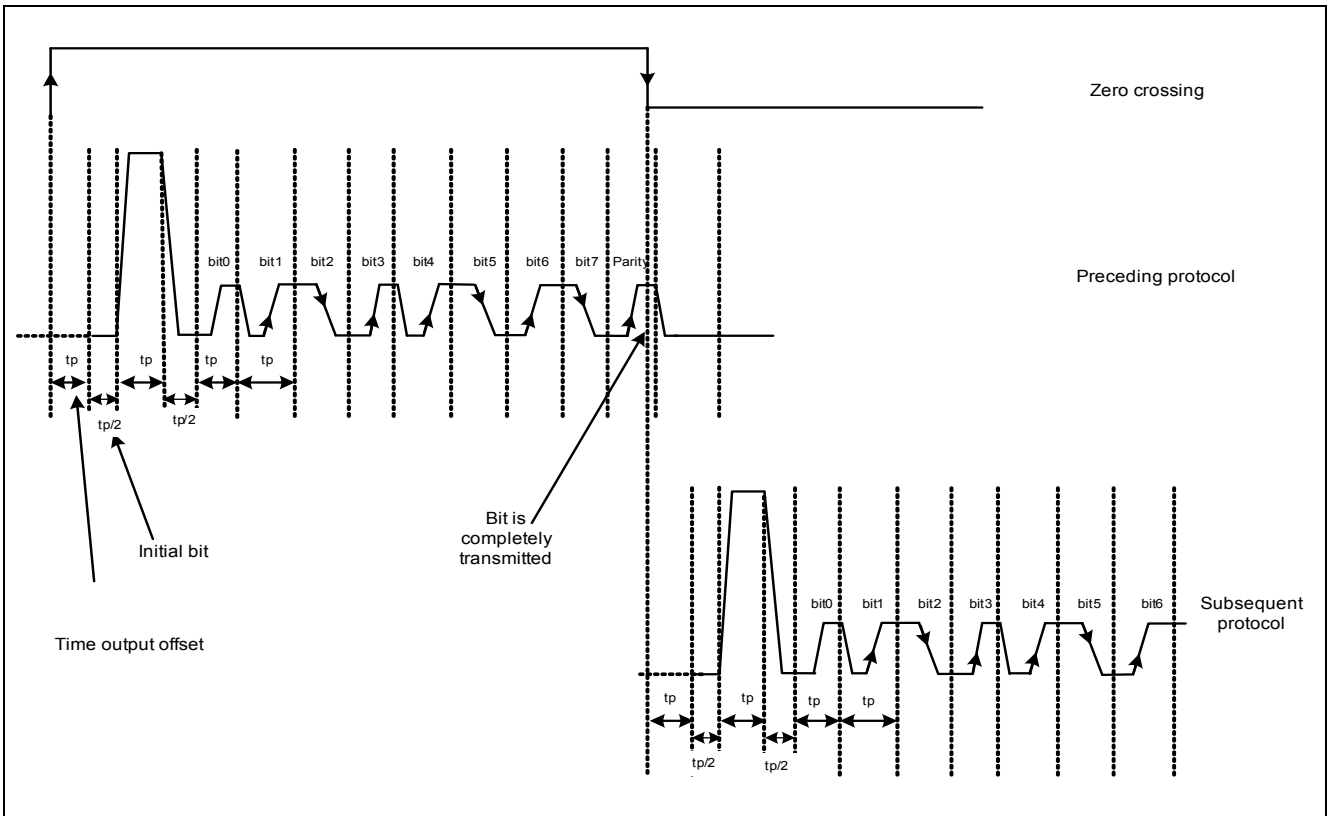 Zero crossing
bit0 bit1 bit2 bit3 bit4 bit5 bit6 bit7 Parity
Preceding protocol
tp tp tp tp
tp/2 tp/2
Initial bit
Bit is
completely
transmitted
Time output offset
bit0 bit1 bit2 bit3 bit4 bit5 bit6
Subsequent
protocol
tp tp tp tp
tp/2 tp/2